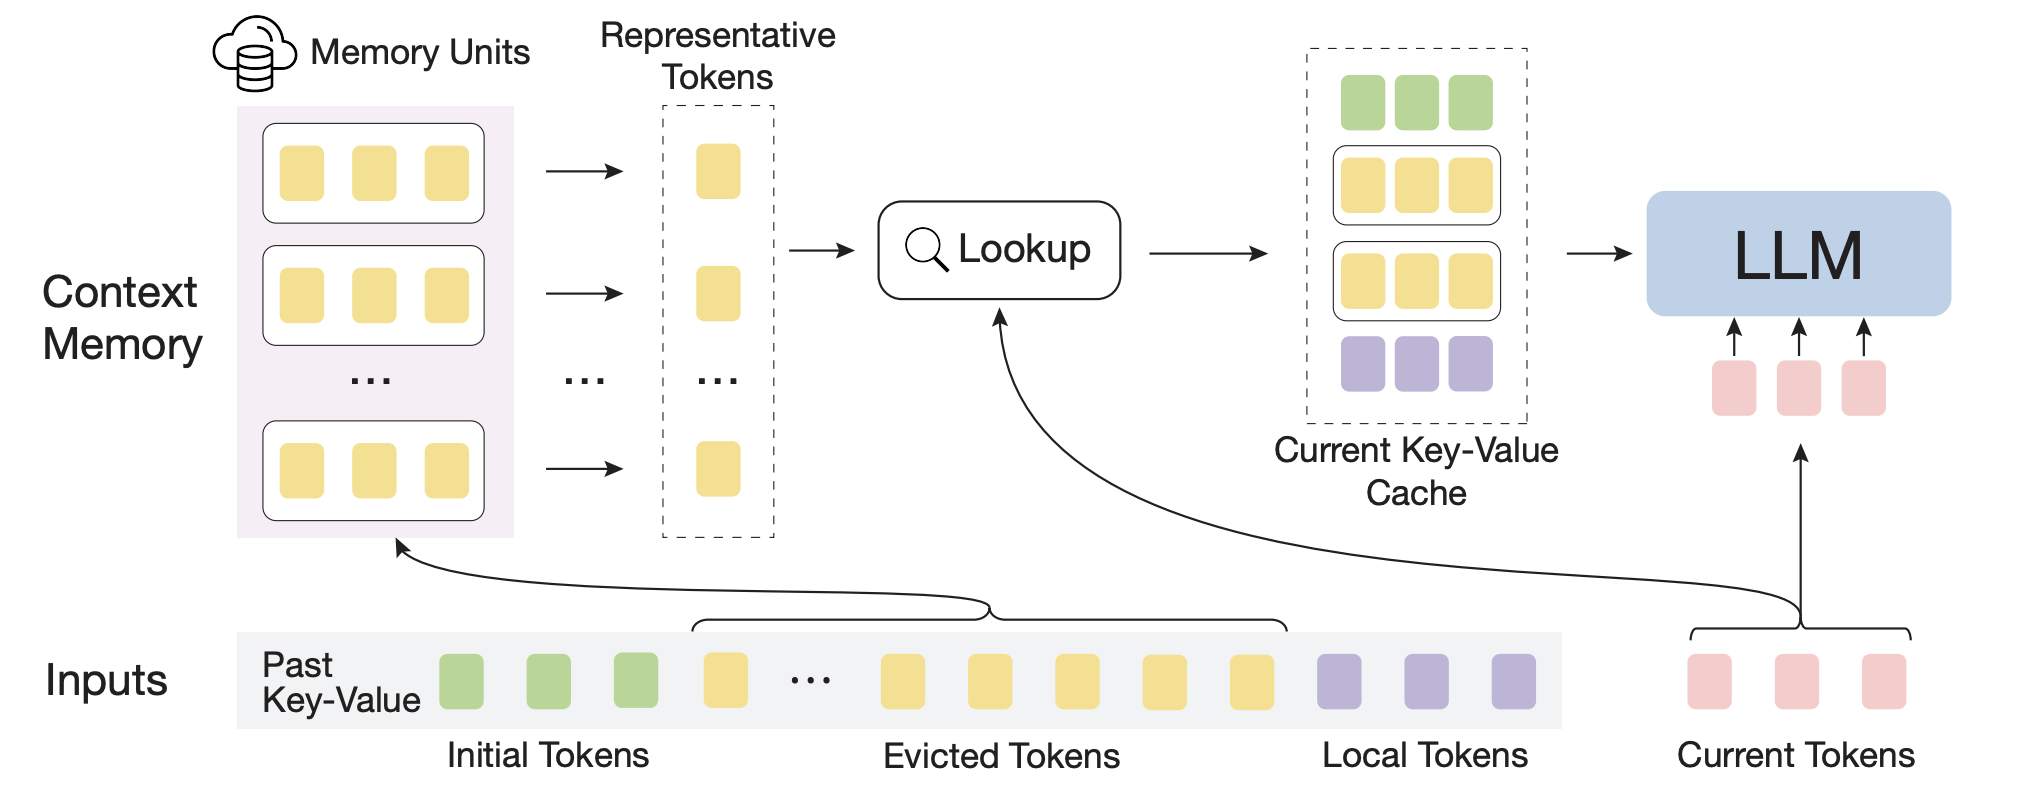 Memory Units
Representative
Tokens
Lookup
LLM
Context
Memory
...
...
...
Current Key-Value
Cache
Inputs
Past
Key-Value
...
Initial Tokens
Evicted Tokens
Local Tokens
Current Tokens